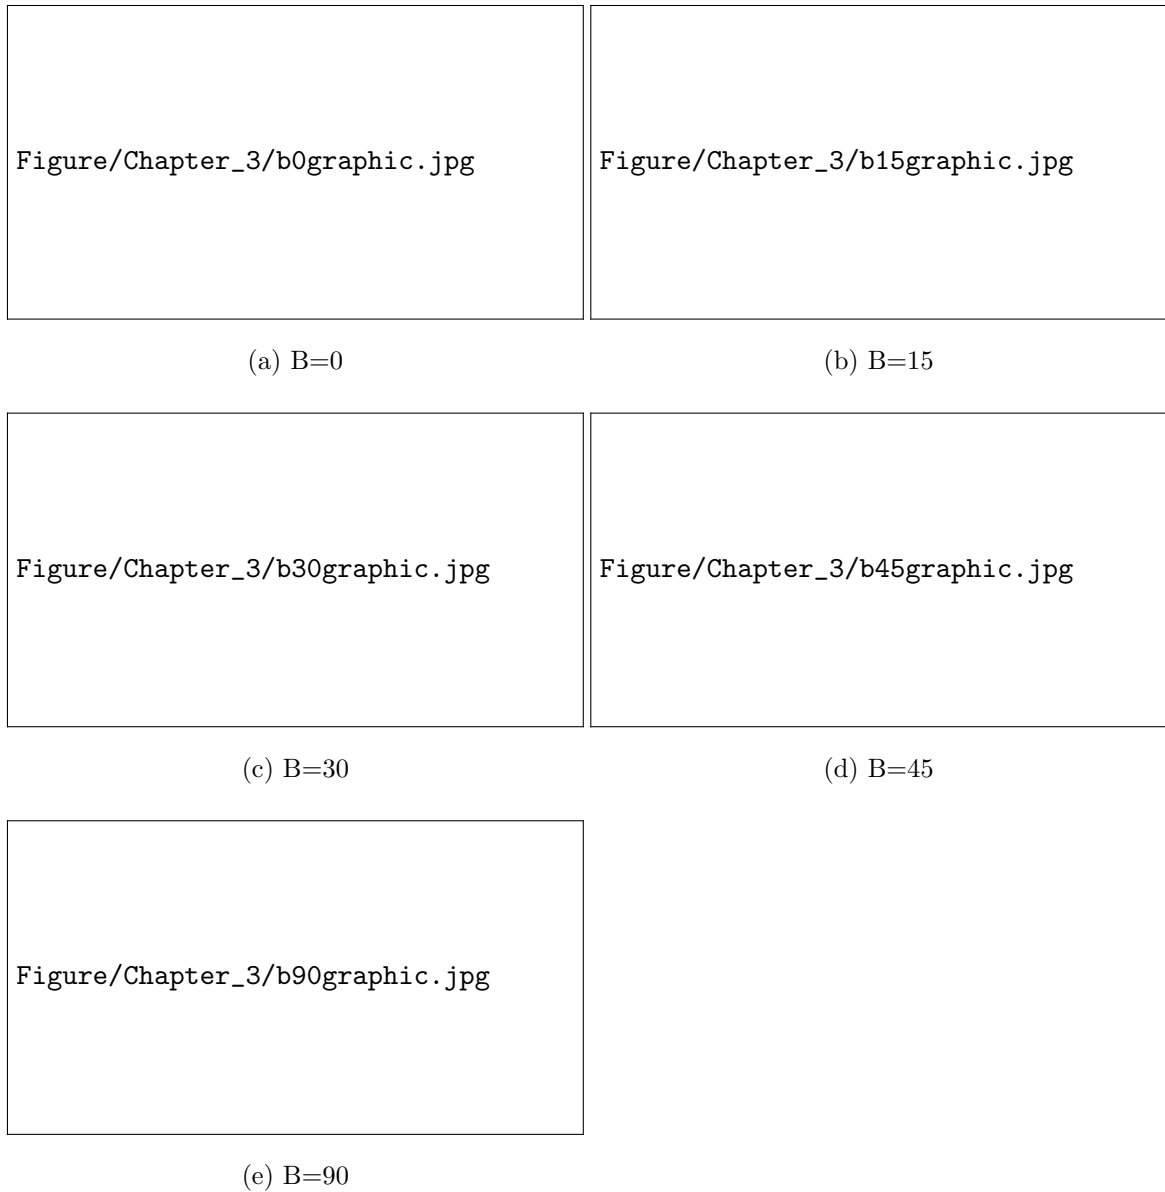 Figure/Chapter_3/b0graphic.jpg
Figure/Chapter_3/b15graphic.jpg
(a) B=0
(b) B=15
Figure/Chapter_3/b30graphic.jpg
Figure/Chapter_3/b45graphic.jpg
(c) B=30
(d) B=45
Figure/Chapter_3/b90graphic.jpg
(e) B=90